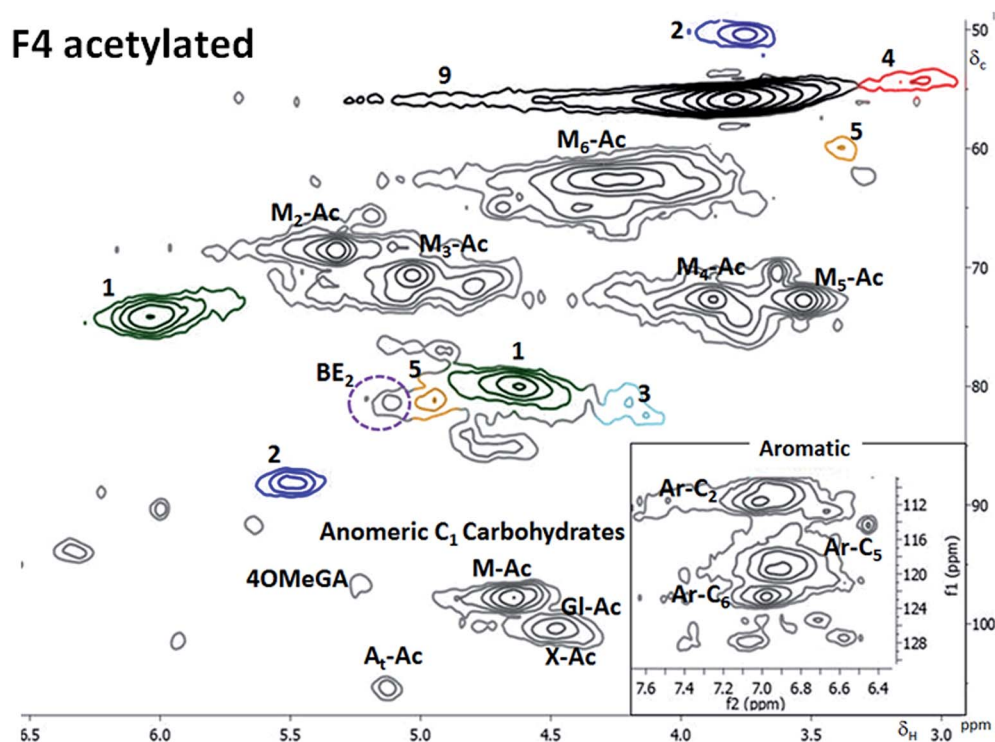 F4 acetylated
2
50
δc
9
4
5
M6-Ac
60
M2-Ac
M3-Ac
M4-Ac
M5-Ac
70
1
BE2
5
1
3
80
2
Aromatic
Ar-C2
112
90
Anomeric C1 Carbohydrates
Ar-C5
116
4OMeGA
M-Ac
120
Ar-C6
f1 (ppm)
Gl-Ac
124
100
At-Ac
X-Ac
128
7.6 7.4 7.2 7.0 6.8 6.6 6.4
f2 (ppm)
6.5 6.0 5.5 5.0 4.5 4.0 3.5 δH 3.0 ppm